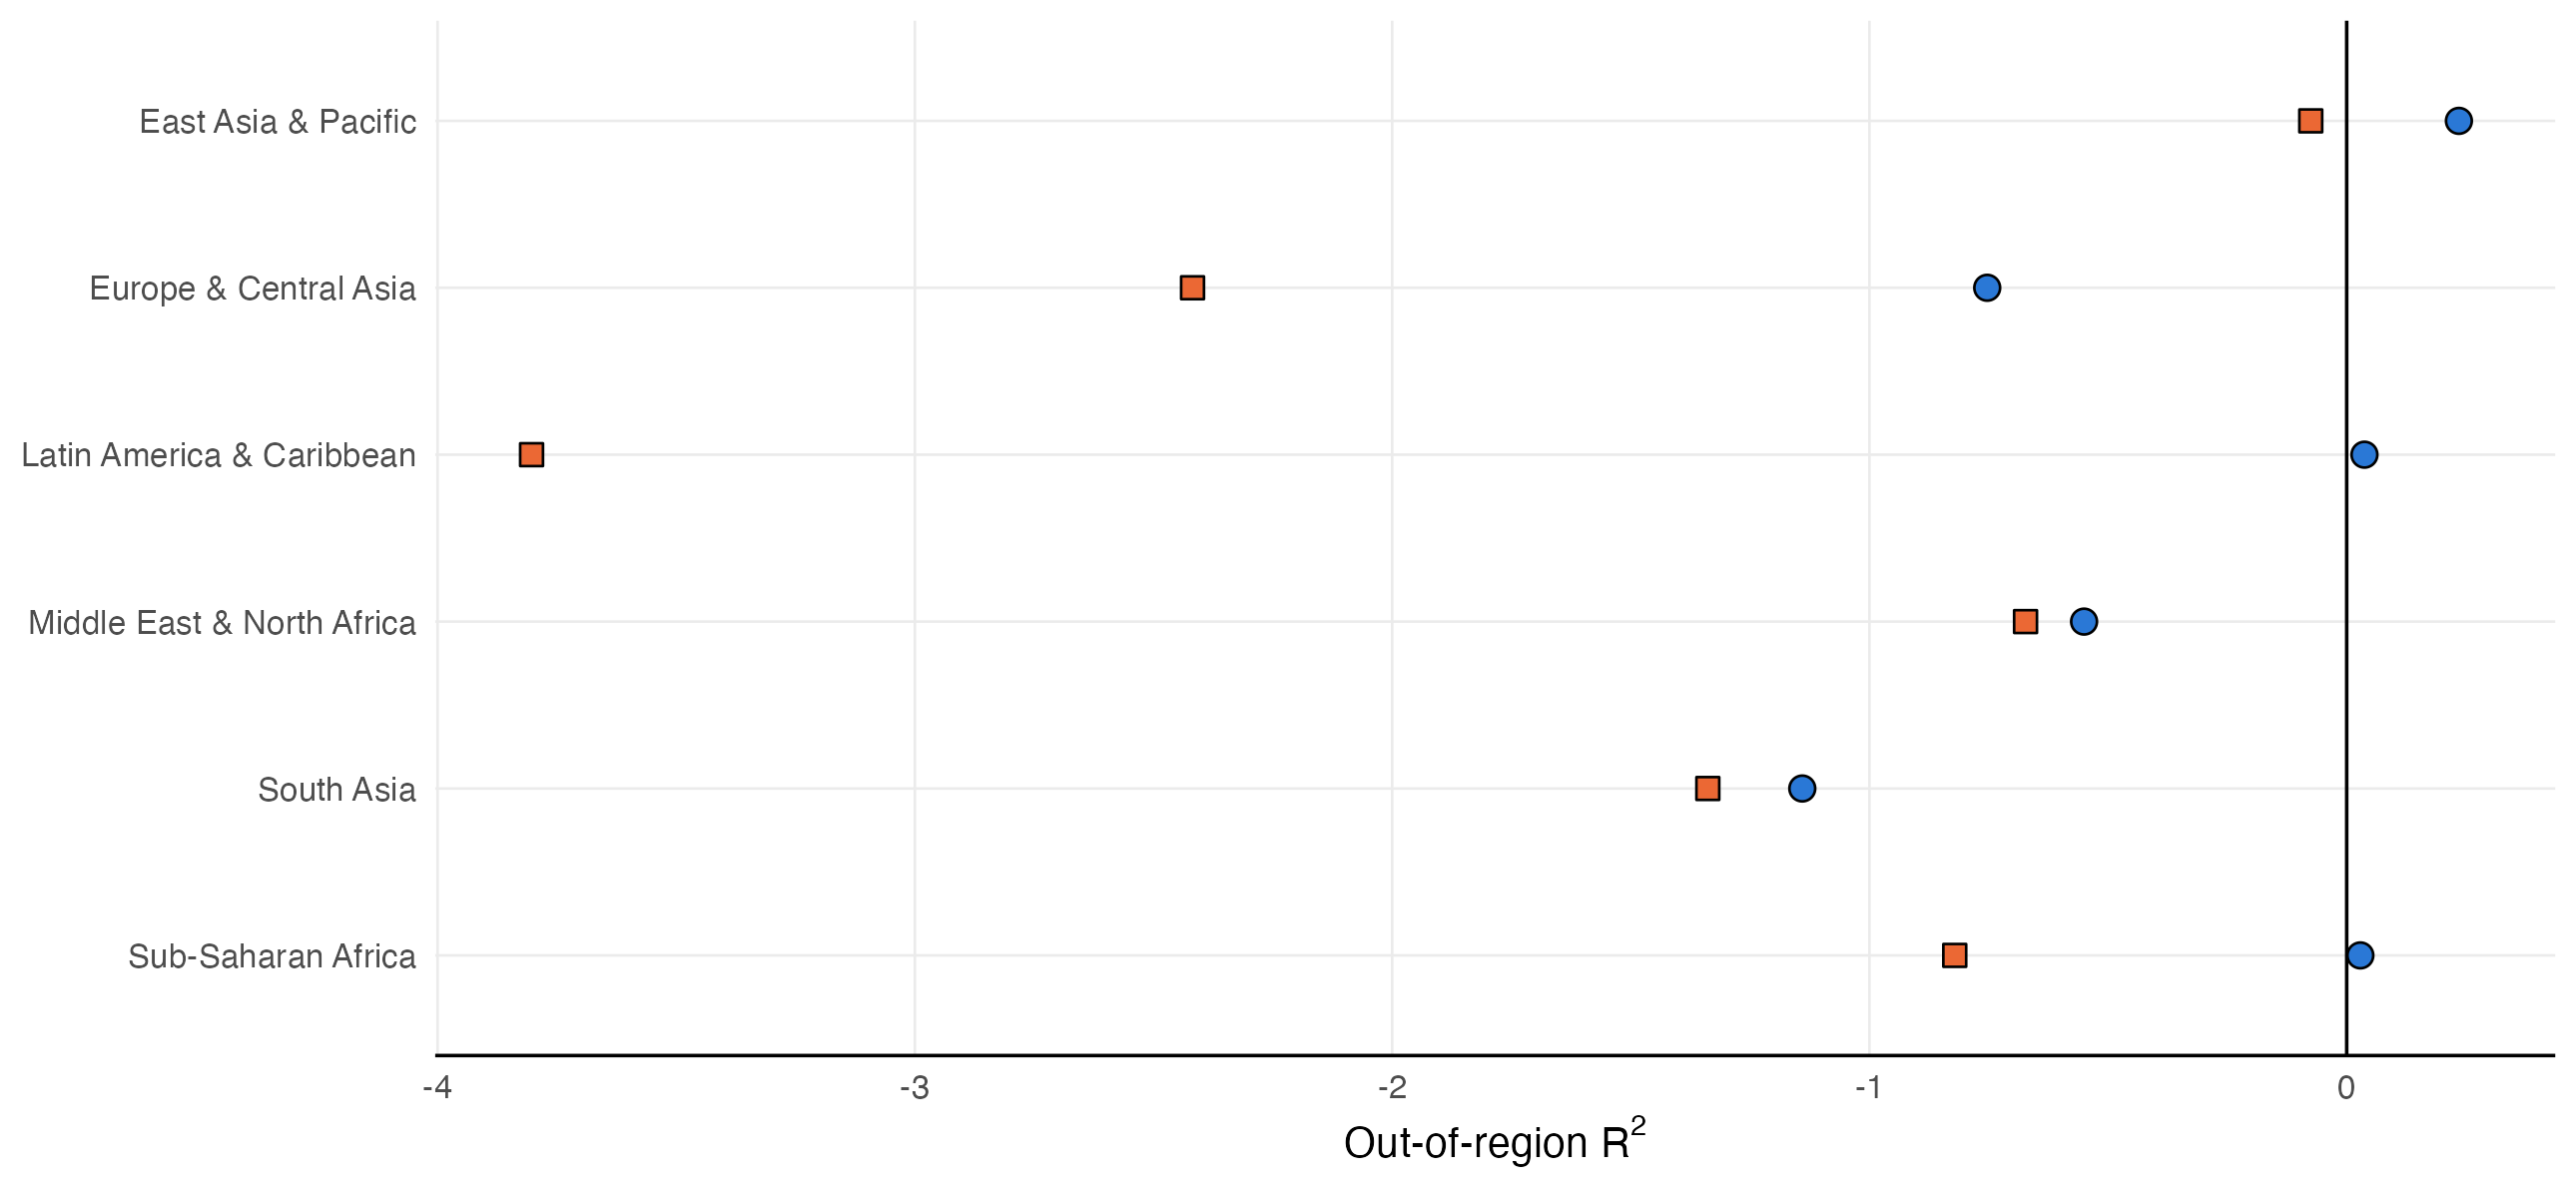 East Asia & Pacific
Europe & Central Asia
Latin America & Caribbean
Middle East & North Africa
South Asia
Sub-Saharan Africa
-4 -3 -2 -1 0
Out-of-region R²